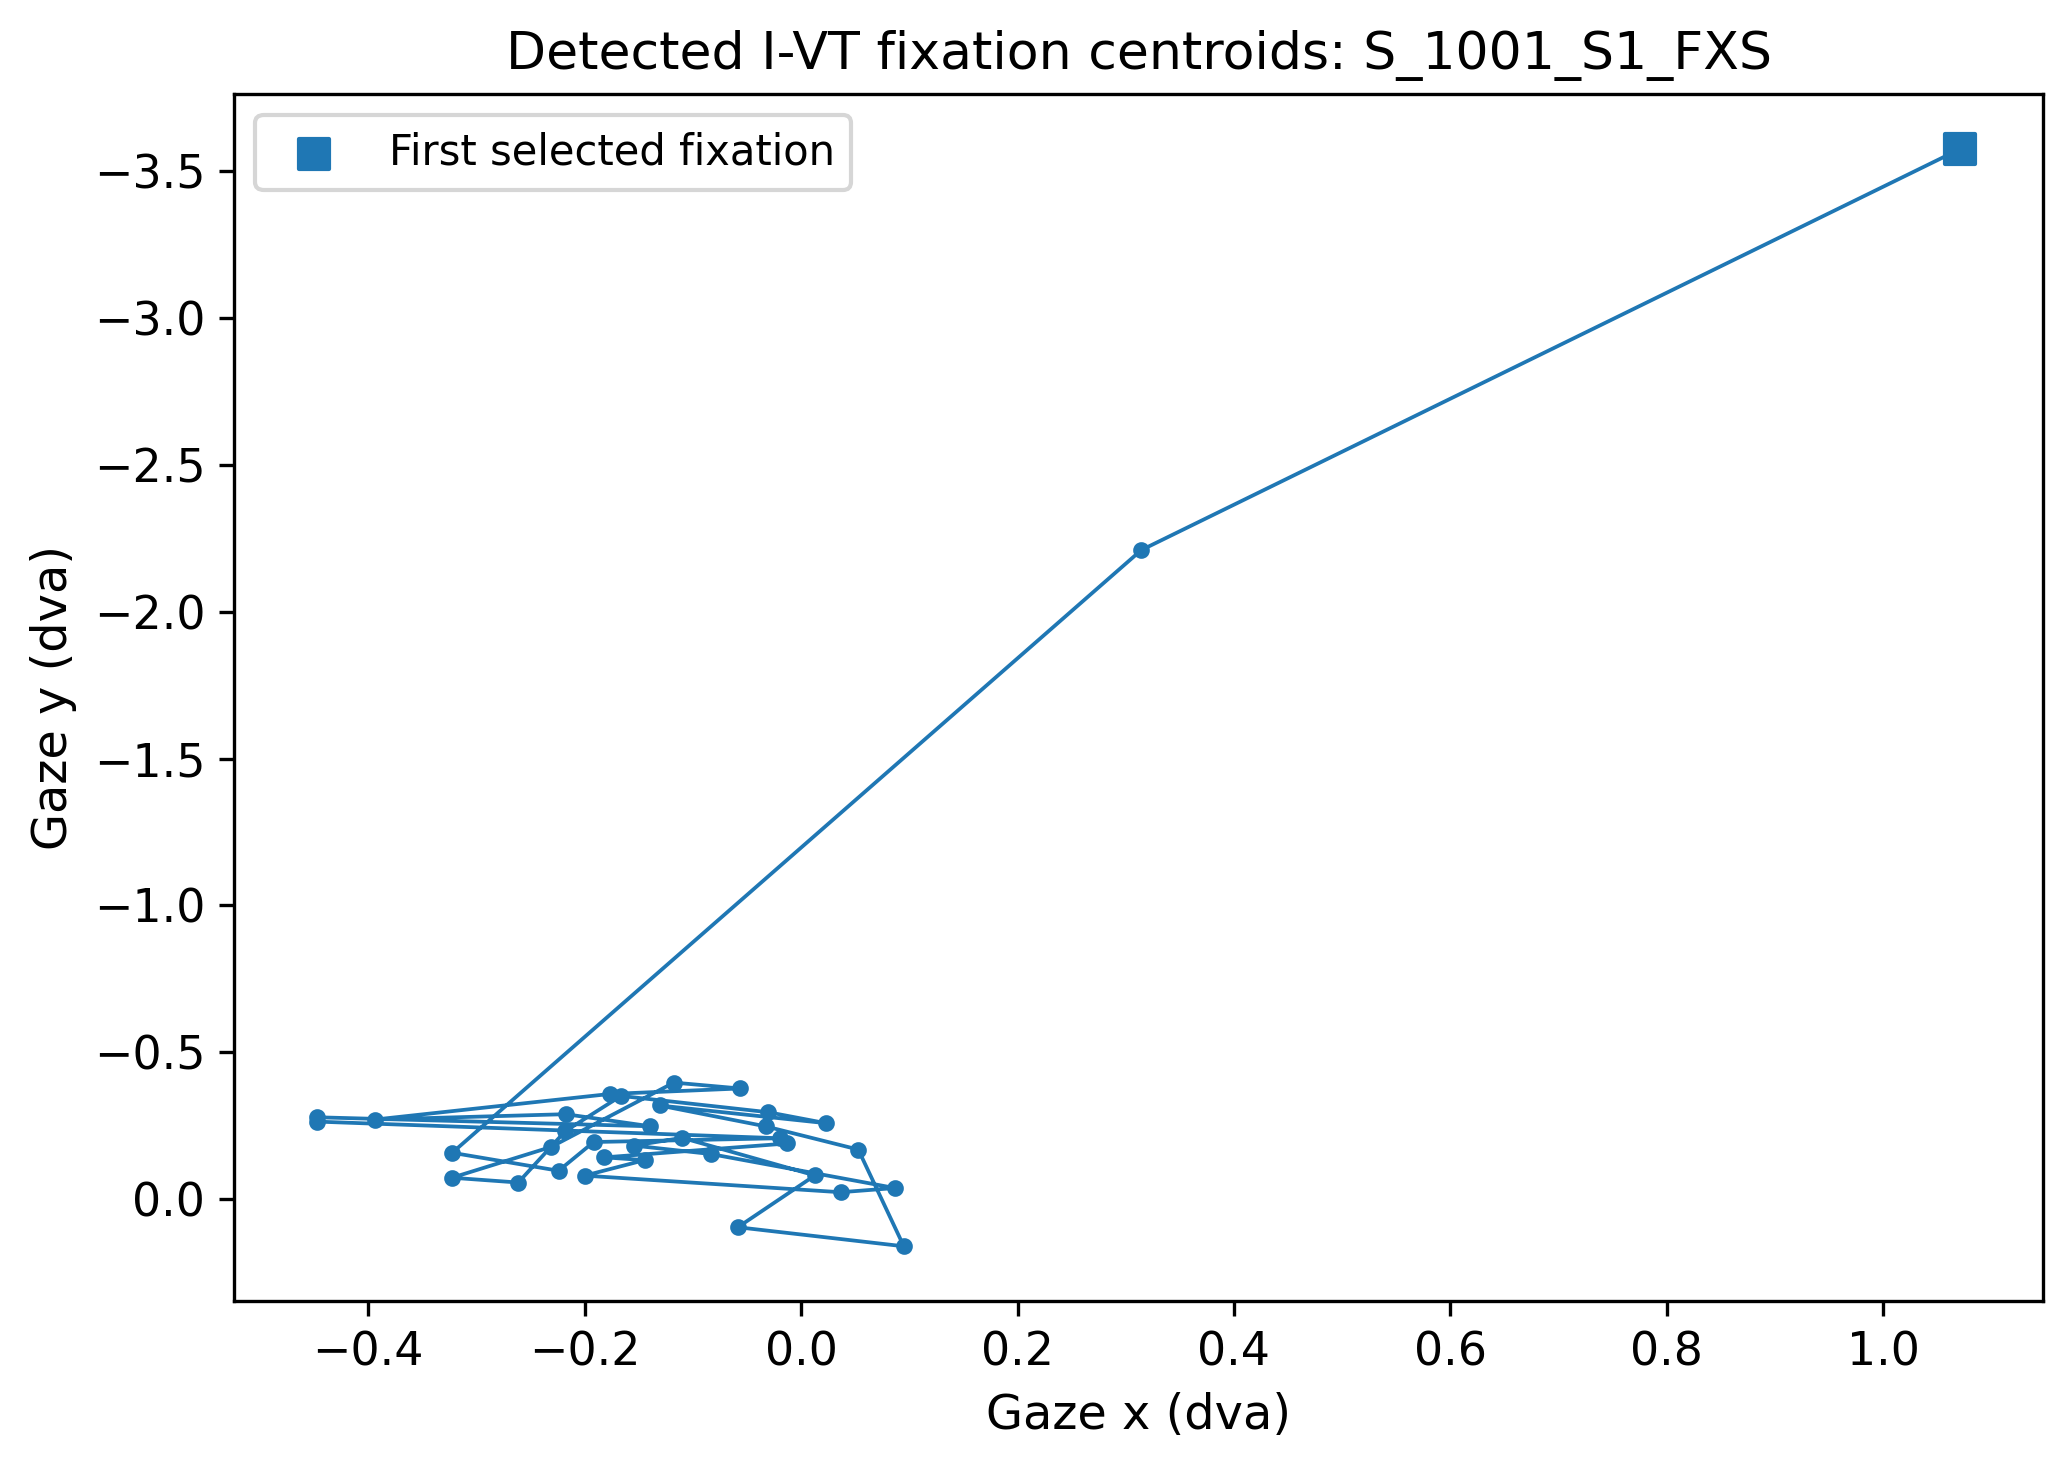 Detected I-VT fixation centroids: S_1001_S1_FXS
First selected fixation
−3.5
−3.0
−2.5
−2.0
−1.5
−1.0
−0.5
0.0
Gaze y (dva)
−0.4 −0.2 0.0 0.2 0.4 0.6 0.8 1.0
Gaze x (dva)